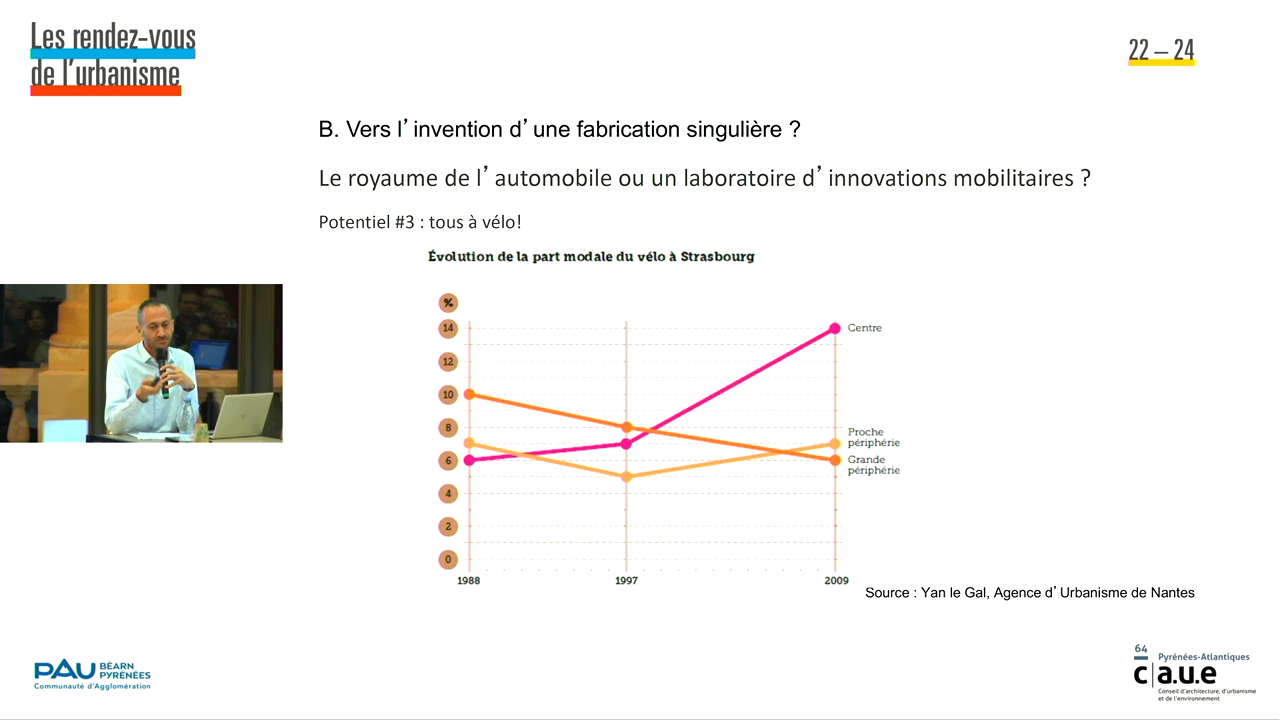 Les rendez-vous
de l'urbanisme
22 – 24
B. Vers l’invention d’une fabrication singulière ?
Le royaume de l’automobile ou un laboratoire d’innovations mobilitaires ?
Potentiel #3 : tous à vélo!
Évolution de la part modale du vélo à Strasbourg
%
14
Centre
12
10
8
Proche
périphérie
6
Grande
périphérie
4
2
0
1988
1997
2009
Source : Yan le Gal, Agence d’Urbanisme de Nantes
PAU BÉARN
PYRÉNÉES
Communauté d'Agglomération
64
Pyrénées-Atlantiques
c|a.u.e
Conseil d'architecture, d'urbanisme
et de l'environnement